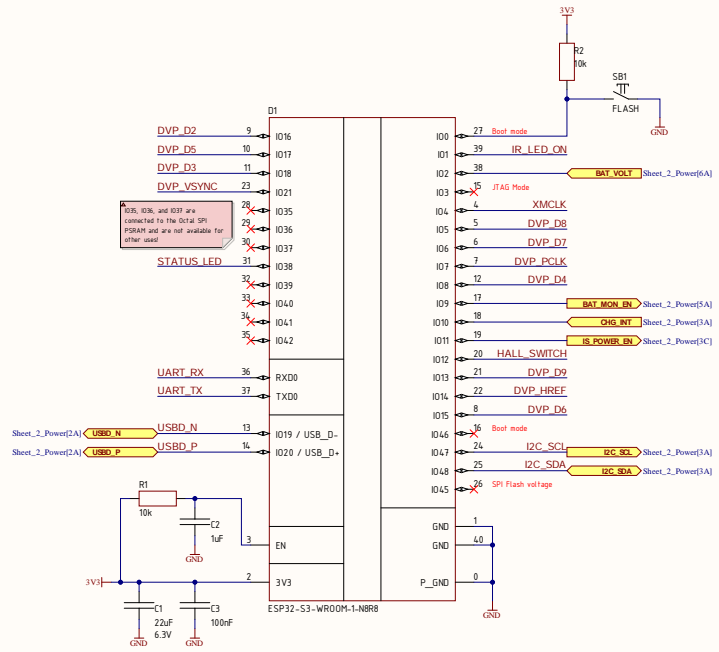 3V3
R2
10k
SB1
FLASH
GND
D1
DVP_D2 9 IO16
DVP_D5 10 IO17
DVP_D3 11 IO18
DVP_VSYNC 23 IO21
28 IO35
29 IO36
30 IO37
STATUS_LED 31 IO38
32 IO39
33 IO40
34 IO41
35 IO42
IO35, IO36, and IO37 are
connected to the Octal SPI
PSRAM and are not available for
other uses!
UART_RX 36 RXD0
UART_TX 37 TXD0
Sheet_2_Power[2A] USBD_N USBD_N 13 IO19 / USB_D-
Sheet_2_Power[2A] USBD_P USBD_P 14 IO20 / USB_D+
IO0 27 Boot mode
IO1 39 IR_LED_ON
IO2 38 BAT_VOLT Sheet_2_Power[6A]
IO3 15 JTAG Mode
IO4 4 XMCLK
IO5 5 DVP_D8
IO6 6 DVP_D7
IO7 7 DVP_PCLK
IO8 12 DVP_D4
IO9 17 BAT_MON_EN Sheet_2_Power[5A]
IO10 18 CHG_INT Sheet_2_Power[3A]
IO11 19 IS_POWER_EN Sheet_2_Power[3C]
IO12 20 HALL_SWITCH
IO13 21 DVP_D9
IO14 22 DVP_HREF
IO15 8 DVP_D6
IO46 16 Boot mode
IO47 24 I2C_SCL I2C_SCL Sheet_2_Power[3A]
IO48 25 I2C_SDA I2C_SDA Sheet_2_Power[3A]
IO45 26 SPI Flash voltage
R1
10k
C2
1uF
GND
3 EN
3V3
2 3V3
C1
22uF
6.3V
GND
C3
100nF
GND
GND 1
GND 40
P_GND 0
GND
ESP32-S3-WROOM-1-N8R8